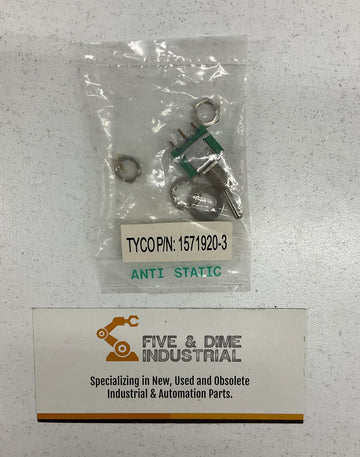 TYCO P/N: 1571920-3
ANTI STATIC
FIVE & DIME
INDUSTRIAL
Specializing in New, Used and Obsolete
Industrial & Automation Parts.